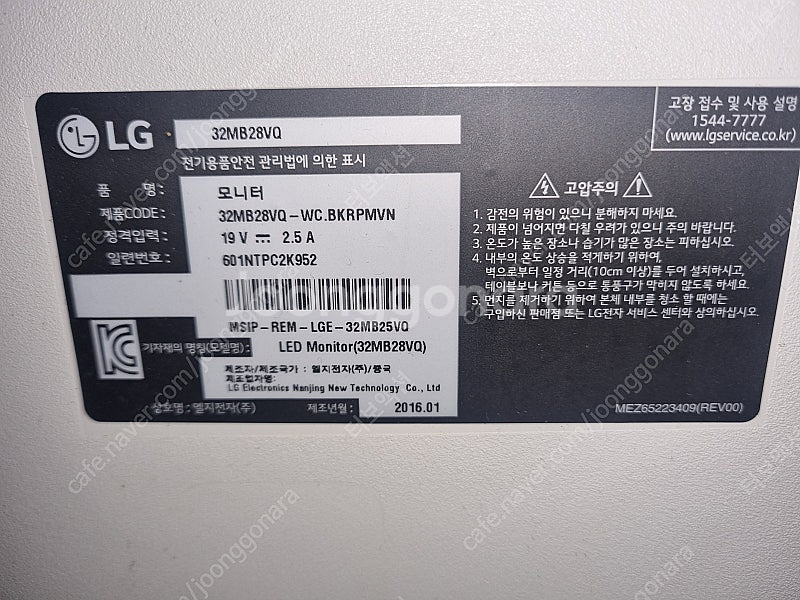 LG
32MB28VQ
고장 접수 및 사용 설명
1544-7777
(www.lgservice.co.kr)
전기용품안전 관리법에 의한 표시
품 명: 모니터
제품CODE: 32MB28VQ-WC.BKRPMVN
정격입력: 19 V 2.5 A
일련번호: 601NTPC2K952
MSIP-REM-LGE-32MB25VQ
기자재의 명칭(모델명): LED Monitor(32MB28VQ)
제조자/제조국가 : 엘지전자(주)/중국
제조업자명:
LG Electronics Nanjing New Technology Co., Ltd
상호명 : 엘지전자(주) 제조년월: 2016.01
고압주의
1. 감전의 위험이 있으니 분해하지 마세요.
2. 제품이 넘어지면 다칠 우려가 있으니 주의 바랍니다.
3. 온도가 높은 장소나 습기가 많은 장소는 피하십시오.
4. 내부의 온도 상승을 적격하게 하기
벽으로부터 일정 거리(10cm 이상)를 두어 설치하시고,
테이블보나 커튼 등으로 통풍구가 막히지 않도록 하세요.
5. 먼지를 제거하기 위하여 본체 내부를 청소 할 때에는
구입하신 판매점 또는 LG전자 서비스 센터와 상의하십시오.
MEZ65223409(REV00)
joonggonara
cafe.naver.com/joonggonara
터보액션